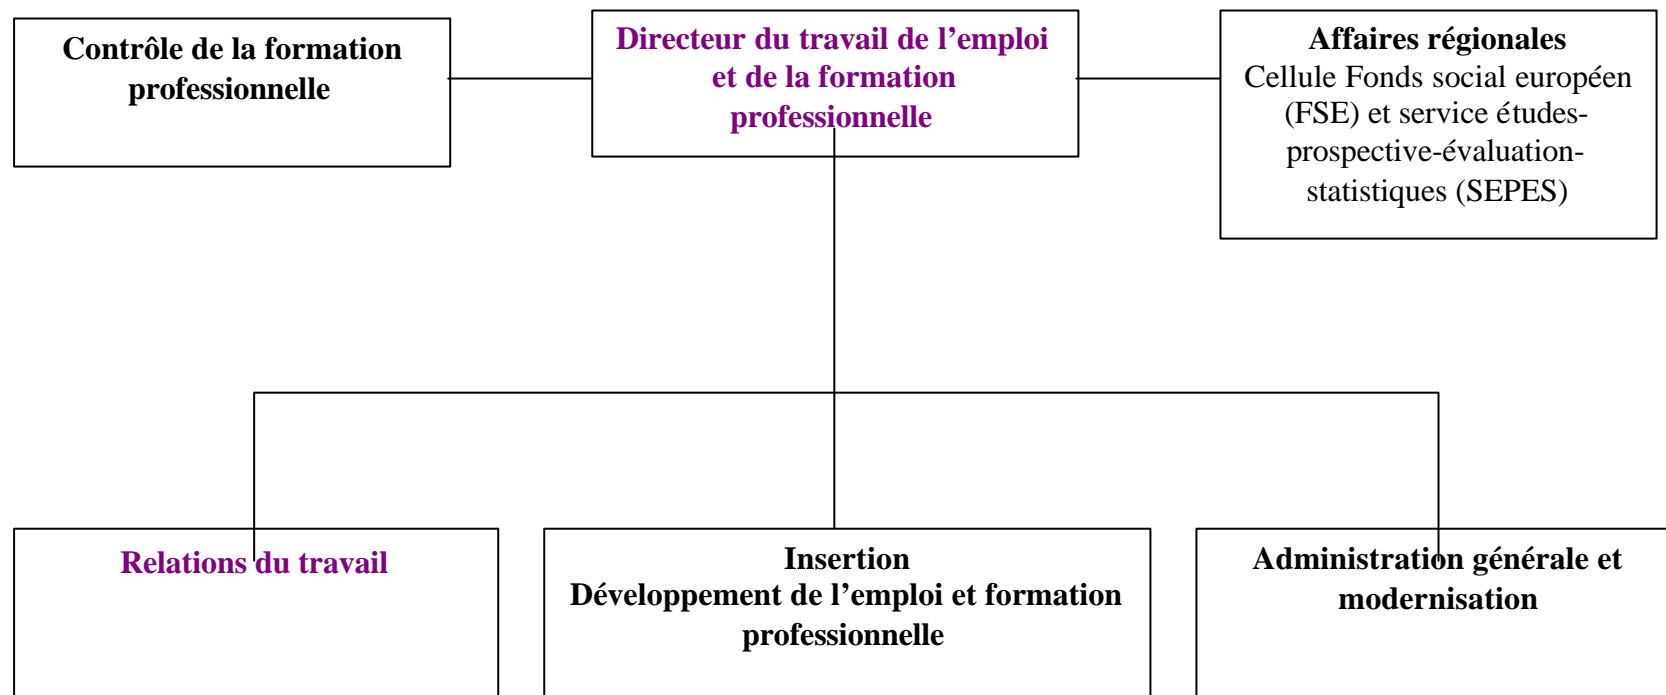 Contrôle de la formation
professionnelle
Directeur du travail de l’emploi
et de la formation
professionnelle
Affaires régionales
Cellule Fonds social européen
(FSE) et service études-
prospective-évaluation-
statistiques (SEPES)
Relations du travail
Insertion
Développement de l’emploi et formation
professionnelle
Administration générale et
modernisation